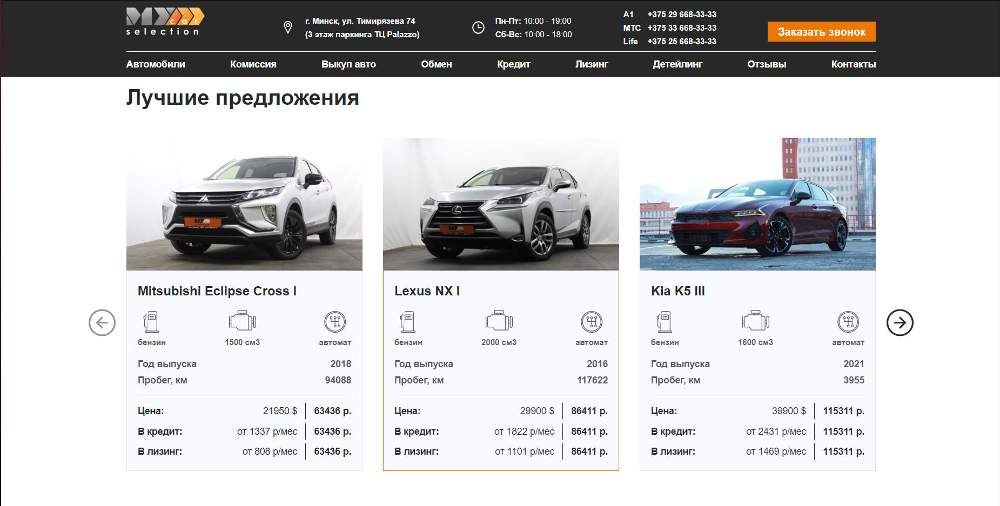 MY car
selection
г. Минск, ул. Тимирязева 74
(3 этаж паркинга ТЦ Palazzo)
Пн-Пт: 10:00 - 19:00
Сб-Вс: 10:00 - 18:00
A1 +375 29 668-33-33
МТС +375 33 668-33-33
Life +375 25 668-33-33
Заказать звонок
Автомобили Комиссия Выкуп авто Обмен Кредит Лизинг Детейлинг Отзывы Контакты
Лучшие предложения
Mitsubishi Eclipse Cross I
бензин 1500 см3 автомат
Год выпуска 2018
Пробег, км 94088
Цена: 21950 $ 63436 р.
В кредит: от 1337 р/мес 63436 р.
В лизинг: от 808 р/мес 63436 р.
Lexus NX I
бензин 2000 см3 автомат
Год выпуска 2016
Пробег, км 117622
Цена: 29900 $ 86411 р.
В кредит: от 1822 р/мес 86411 р.
В лизинг: от 1101 р/мес 86411 р.
Kia K5 III
бензин 1600 см3 автомат
Год выпуска 2021
Пробег, км 3955
Цена: 39900 $ 115311 р.
В кредит: от 2431 р/мес 115311 р.
В лизинг: от 1469 р/мес 115311 р.